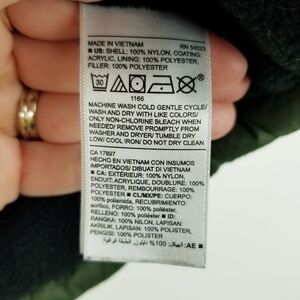 MADE IN VIETNAM RN 54023
■ US: SHELL: 100% NYLON, COATING:
ACRYLIC, LINING: 100% POLYESTER,
FILLER: 100% POLYESTER
30
1166
MACHINE WASH COLD GENTLE CYCLE/
WASH AND DRY WITH LIKE COLORS/
ONLY NON-CHLORINE BLEACH WHEN
NEEDED/ REMOVE PROMPTLY FROM
WASHER AND DRYER/ TUMBLE DRY
LOW/ COOL IRON/ DO NOT DRY CLEAN
CA 17897
HECHO EN VIETNAM CON INSUMOS
IMPORTADOS/ DIBUAT DI VIETNAM
■ CA: EXTÉRIEUR: 100% NYLON,
ENDUIT: ACRYLIQUE, DOUBLURE: 100%
POLYESTER, REMBOURRAGE: 100%
POLYESTER ■ CL/MX/PE: CUERPO:
100% poliamida, Recubrimiento:
acrílico, FORRO: 100% poliéster,
RELLENO: 100% poliéster ■ ID:
RANGKA: 100% NILON, LAPISAN:
AKRILIK, LAPISAN: 100% POLIESTER,
PENGISI: 100% POLIESTER